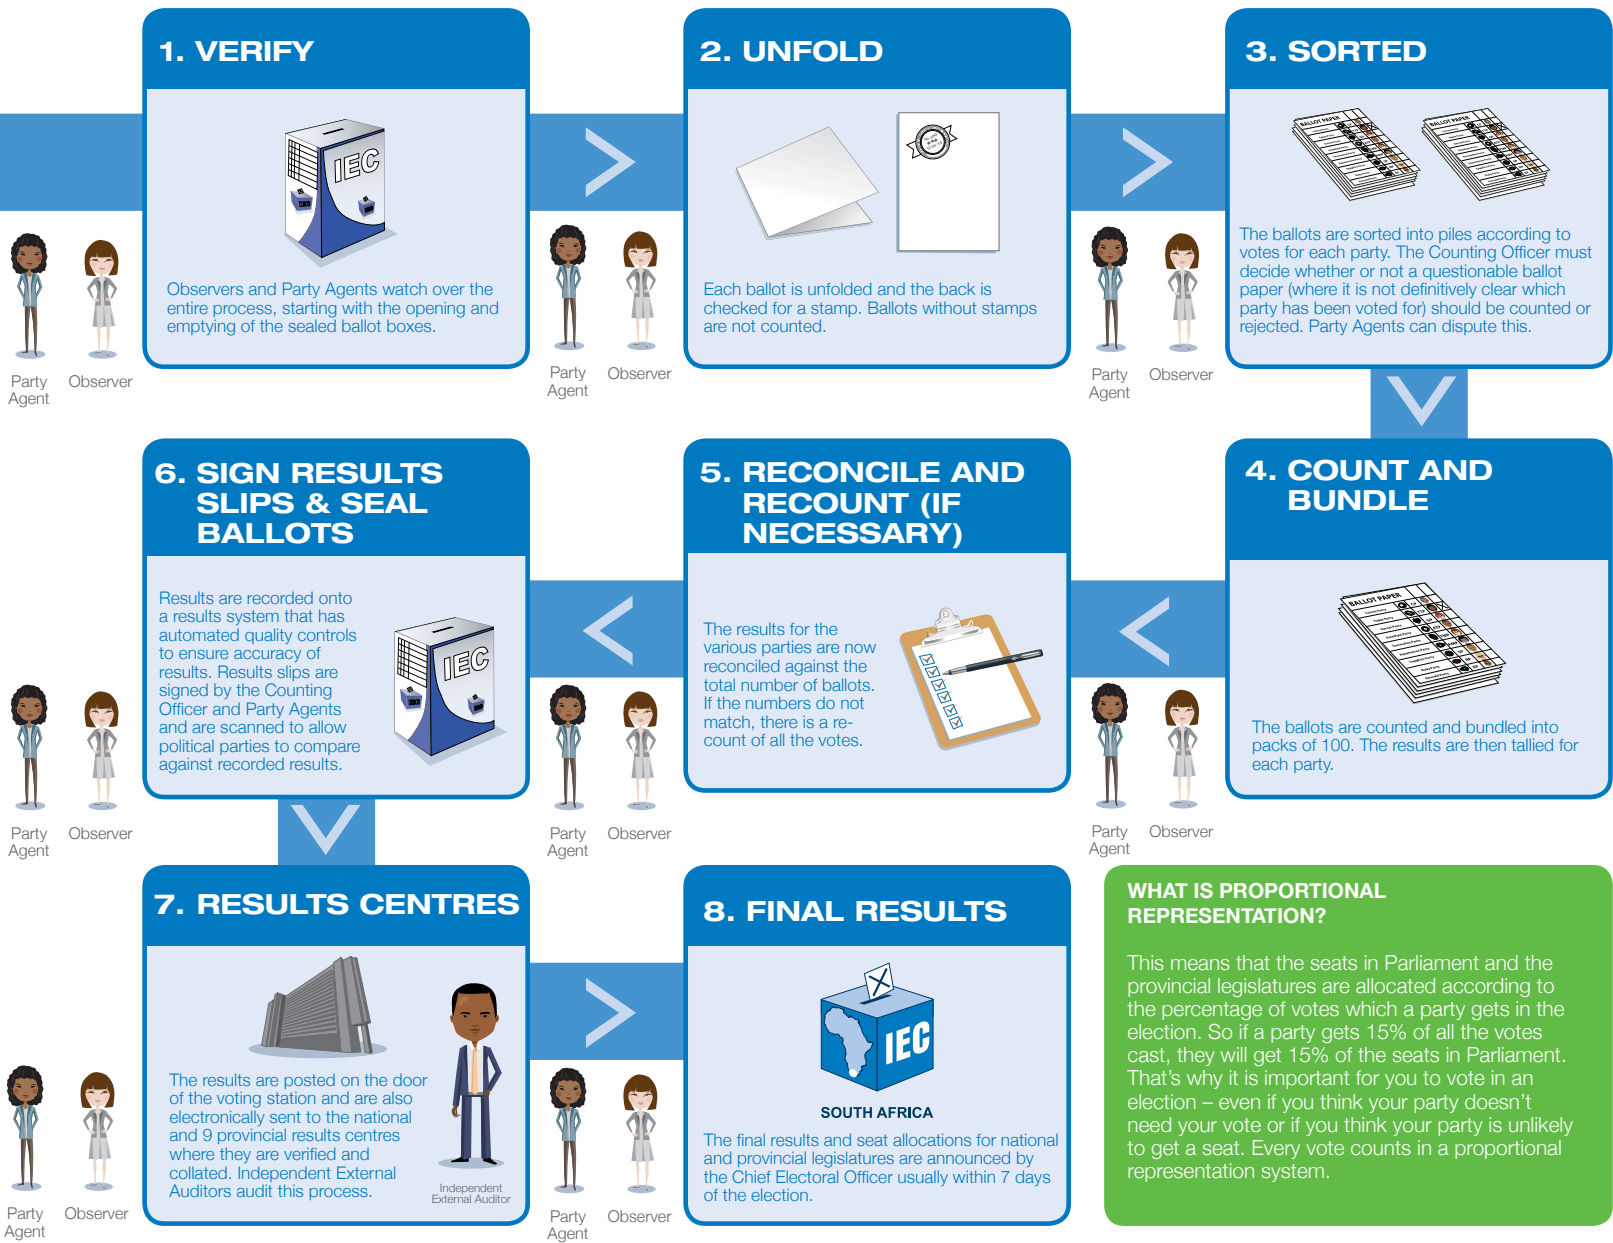 1. VERIFY
IEC
Observers and Party Agents watch over the
entire process, starting with the opening and
emptying of the sealed ballot boxes.
Party
Agent
Observer
2. UNFOLD
Each ballot is unfolded and the back is
checked for a stamp. Ballots without stamps
are not counted.
Party
Agent
Observer
3. SORTED
BALLOT PAPER
BALLOT PAPER
The ballots are sorted into piles according to
votes for each party. The Counting Officer must
decide whether or not a questionable ballot
paper (where it is not definitively clear which
party has been voted for) should be counted or
rejected. Party Agents can dispute this.
Party
Agent
Observer
4. COUNT AND
BUNDLE
BALLOT PAPER
The ballots are counted and bundled into
packs of 100. The results are then tallied for
each party.
Party
Agent
Observer
5. RECONCILE AND
RECOUNT (IF
NECESSARY)
The results for the
various parties are now
reconciled against the
total number of ballots.
If the numbers do not
match, there is a re-
count of all the votes.
Party
Agent
Observer
6. SIGN RESULTS
SLIPS & SEAL
BALLOTS
Results are recorded onto
a results system that has
automated quality controls
to ensure accuracy of
results. Results slips are
signed by the Counting
Officer and Party Agents
and are scanned to allow
political parties to compare
against recorded results.
IEC
Party
Agent
Observer
7. RESULTS CENTRES
The results are posted on the door
of the voting station and are also
electronically sent to the national
and 9 provincial results centres
where they are verified and
collated. Independent External
Auditors audit this process.
Independent
External Auditor
Party
Agent
Observer
8. FINAL RESULTS
IEC
SOUTH AFRICA
The final results and seat allocations for national
and provincial legislatures are announced by
the Chief Electoral Officer usually within 7 days
of the election.
Party
Agent
Observer
WHAT IS PROPORTIONAL
REPRESENTATION?
This means that the seats in Parliament and the
provincial legislatures are allocated according to
the percentage of votes which a party gets in the
election. So if a party gets 15% of all the votes
cast, they will get 15% of the seats in Parliament.
That's why it is important for you to vote in an
election – even if you think your party doesn't
need your vote or if you think your party is unlikely
to get a seat. Every vote counts in a proportional
representation system.